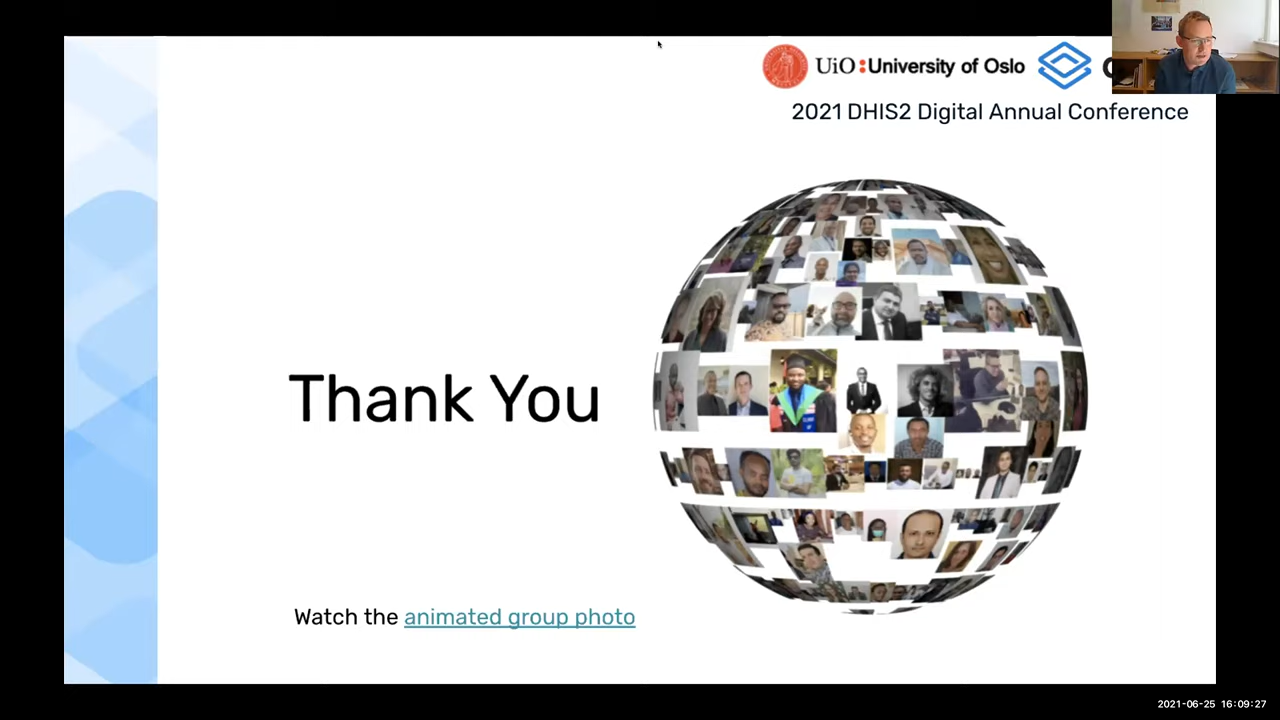 UiO : University of Oslo
2021 DHIS2 Digital Annual Conference
Thank You
Watch the animated group photo
2021-06-25 16:09:27